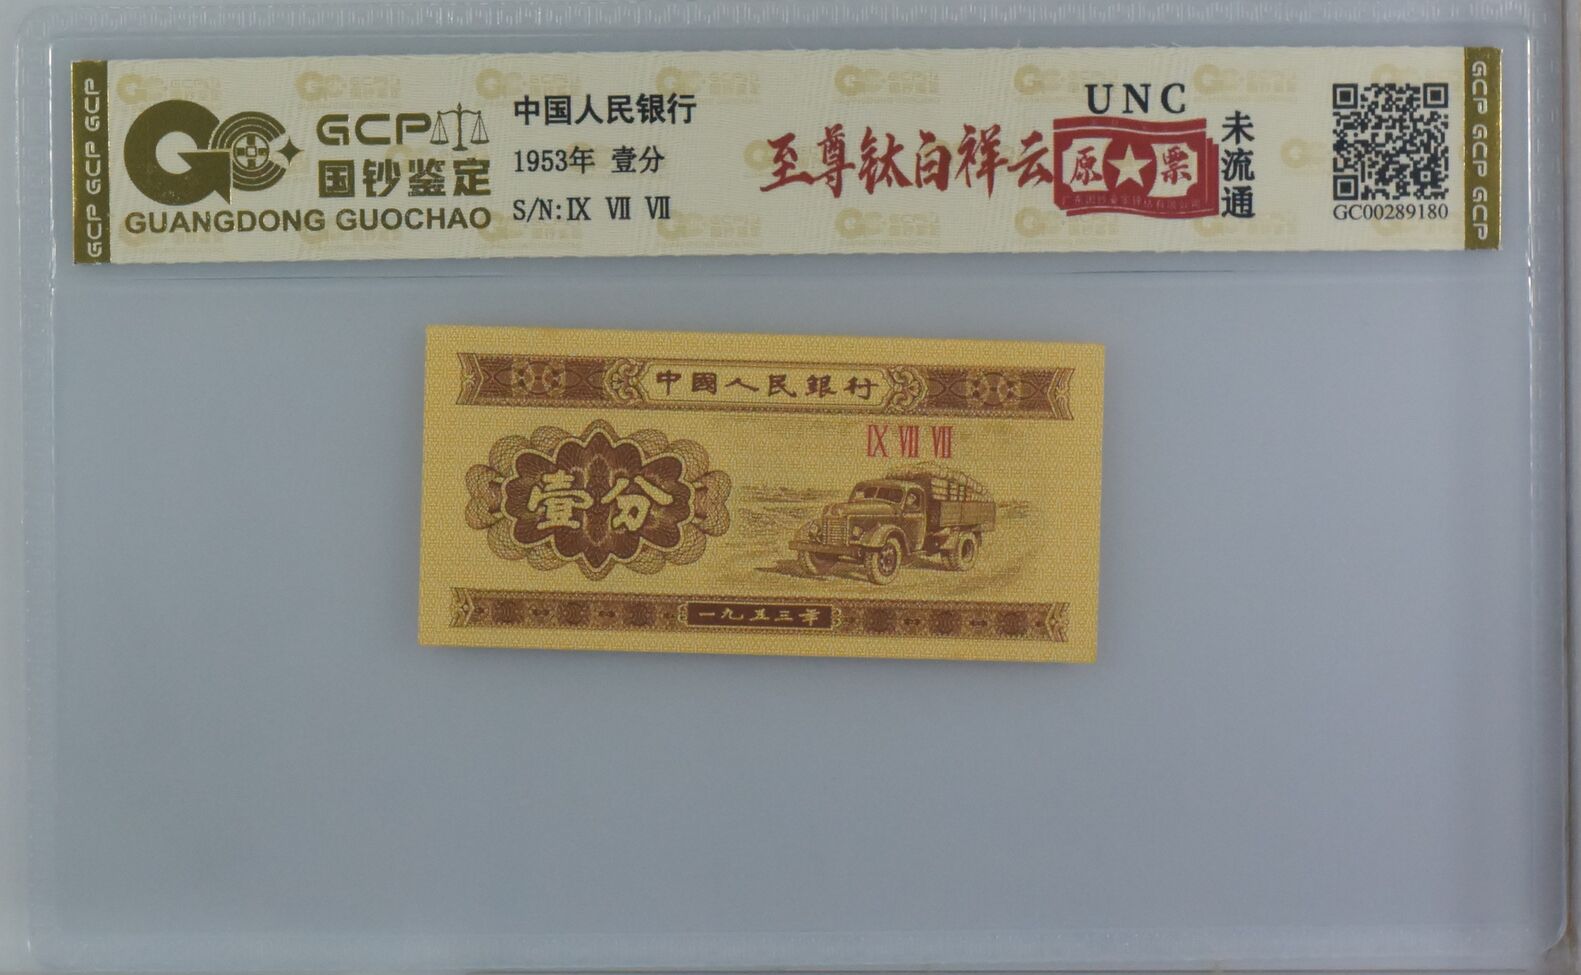 GCP GCP GCP
GCP
国钞鉴定
GUANGDONG GUOCHAO
中国人民银行
1953年 壹分
S/N:Ⅸ Ⅶ Ⅶ
至尊钛白祥云
原★票
UNC
未流通
GC00289180
GCP GCP GCP
中國人民銀行
Ⅸ Ⅶ Ⅶ
壹分
一九五三年